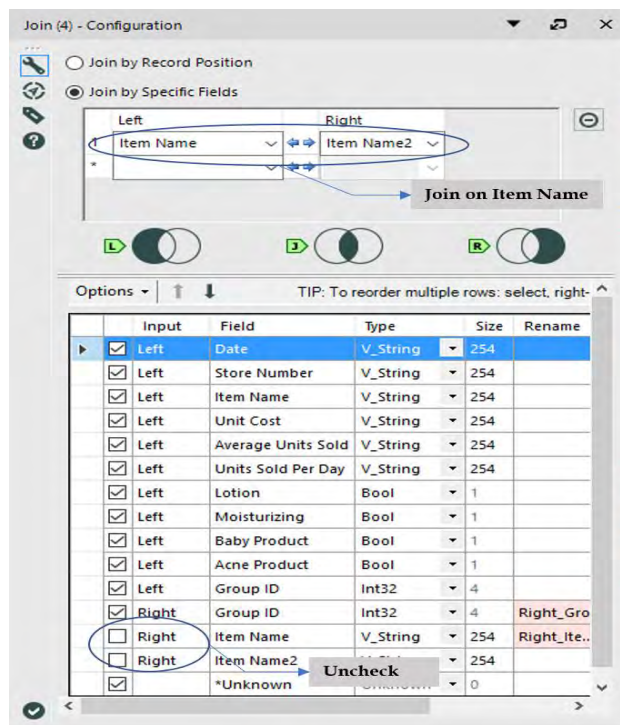 Join (4) - Configuration
Join by Record Position
Join by Specific Fields
Left Right
1 Item Name Item Name2
*
Join on Item Name
L J R
Options TIP: To reorder multiple rows: select, right-
Input Field Type Size Rename
Left Date V_String 254
Left Store Number V_String 254
Left Item Name V_String 254
Left Unit Cost V_String 254
Left Average Units Sold V_String 254
Left Units Sold Per Day V_String 254
Left Lotion Bool 1
Left Moisturizing Bool 1
Left Baby Product Bool 1
Left Acne Product Bool 1
Left Group ID Int32 4
Right Group ID Int32 4 Right_Gro
Right Item Name V_String 254 Right_Ite..
Right Item Name2 254
Uncheck
*Unknown 0